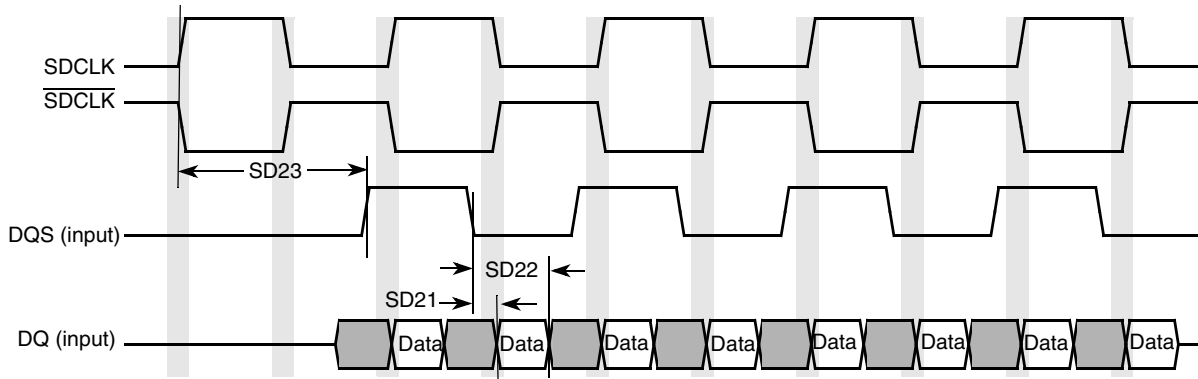 SDCLK
SDCLK
SD23
DQS (input)
SD22
SD21
DQ (input)
Data Data Data Data Data Data Data Data